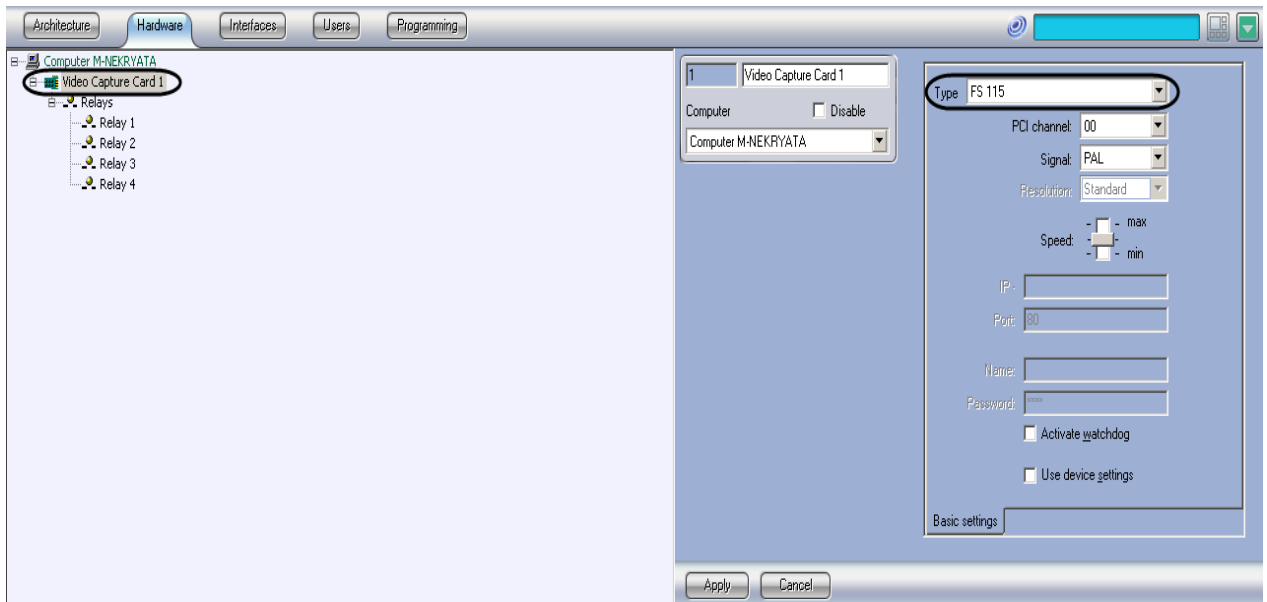 Architecture
Hardware
Interfaces
Users
Programming
Computer M-NEKRYATA
Video Capture Card 1
Relays
Relay 1
Relay 2
Relay 3
Relay 4
1
Video Capture Card 1
Computer
Disable
Computer M-NEKRYATA
Type FS 115
PCI channel: 00
Signal: PAL
Resolution: Standard
Speed:
max
min
IP -
Port: 80
Name:
Password: ****
Activate watchdog
Use device settings
Basic settings
Apply
Cancel